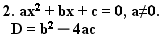 2. ax² + bx + c = 0, a≠0.
D = b² — 4ac